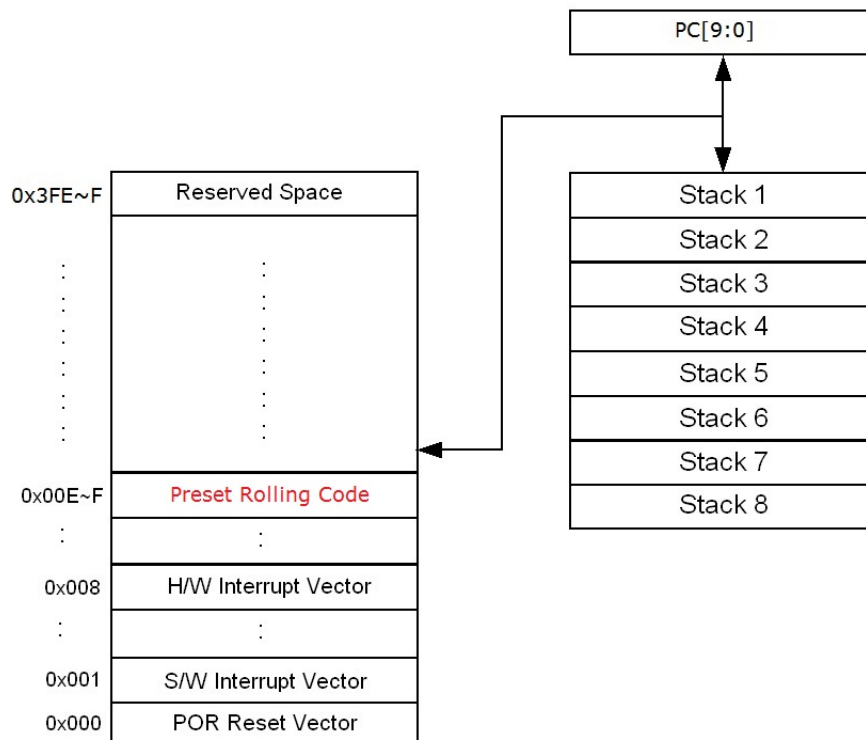 PC[9:0]
0x3FE~F Reserved Space
0x00E~F Preset Rolling Code
0x008 H/W Interrupt Vector
0x001 S/W Interrupt Vector
0x000 POR Reset Vector
Stack 1
Stack 2
Stack 3
Stack 4
Stack 5
Stack 6
Stack 7
Stack 8